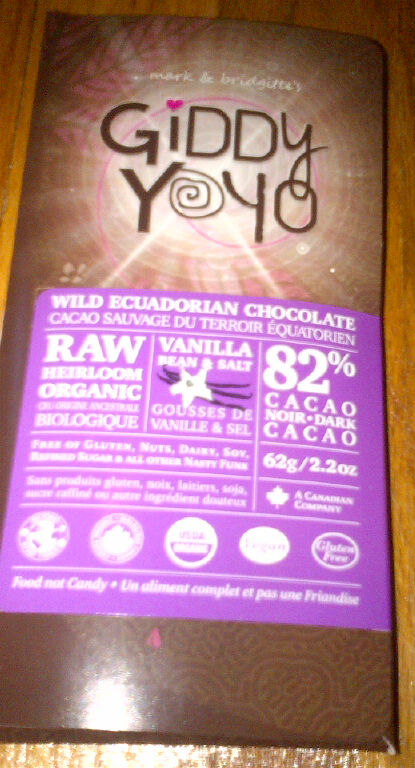 mark & bridgitte's
GiDDy
YOYO
WILD ECUADORIAN CHOCOLATE
CACAO SAUVAGE DU TERROIR ÉQUATORIEN
RAW
HEIRLOOM
ORGANIC
CRU ORIGINE ANCESTRALE
BIOLOGIQUE
VANILLA
BEAN & SALT
GOUSSES DE
VANILLE & SEL
82%
CACAO
NOIR·DARK
CACAO
FREE OF GLUTEN, NUTS, DAIRY, SOY,
REFINED SUGAR & ALL OTHER NASTY FUNK
Sans produits gluten, noix, laitiers, soja,
sucre raffiné ou autre ingrédient douteux
62g/2.2oz
A CANADIAN
COMPANY
USDA
ORGANIC
Vegan
Gluten
Free
Food not Candy • Un aliment complet et pas une Friandise